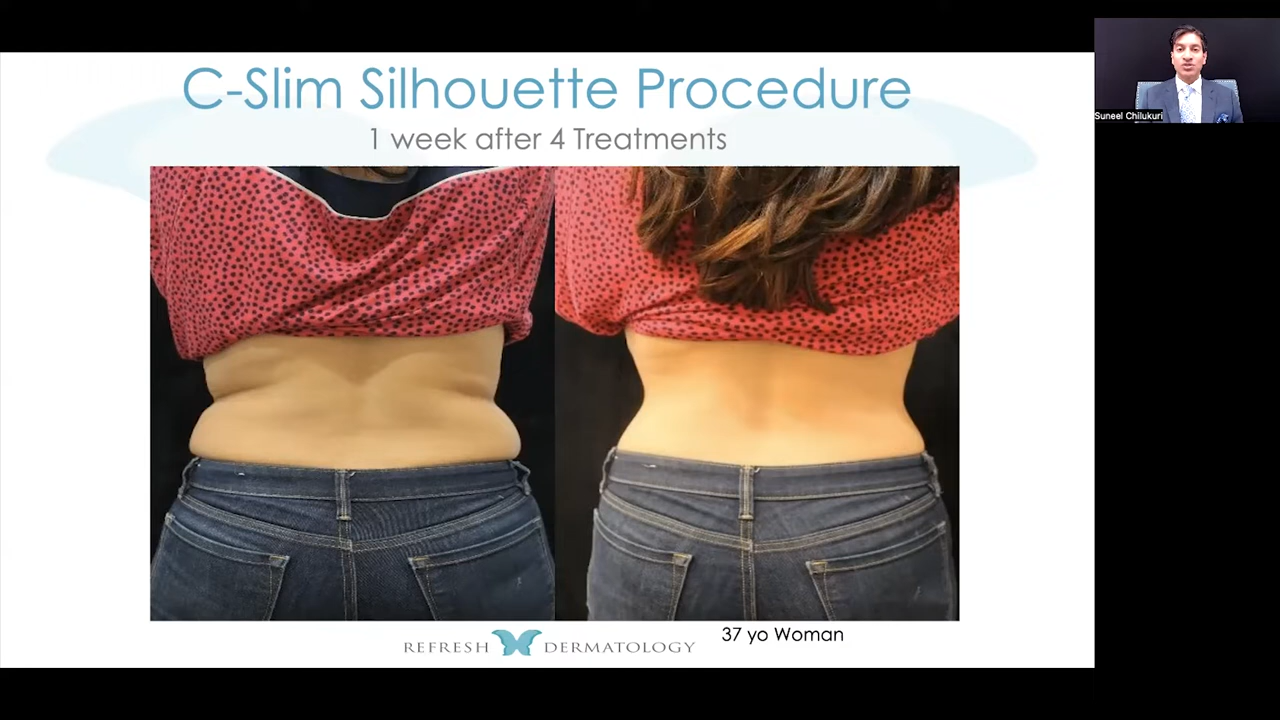 C-Slim Silhouette Procedure
1 week after 4 Treatments
Suneel Chilukuri
REFRESH DERMATOLOGY
37 yo Woman